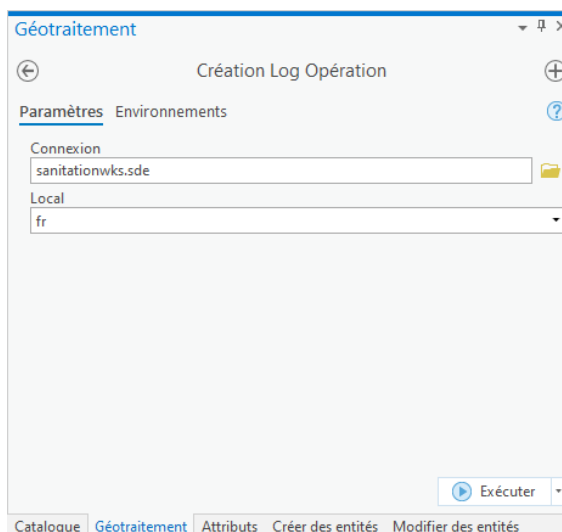 Géotraitement
Création Log Opération
Paramètres Environnements
Connexion
sanitationwks.sde
Local
fr
Exécuter
Catalogue Géotraitement Attributs Créer des entités Modifier des entités